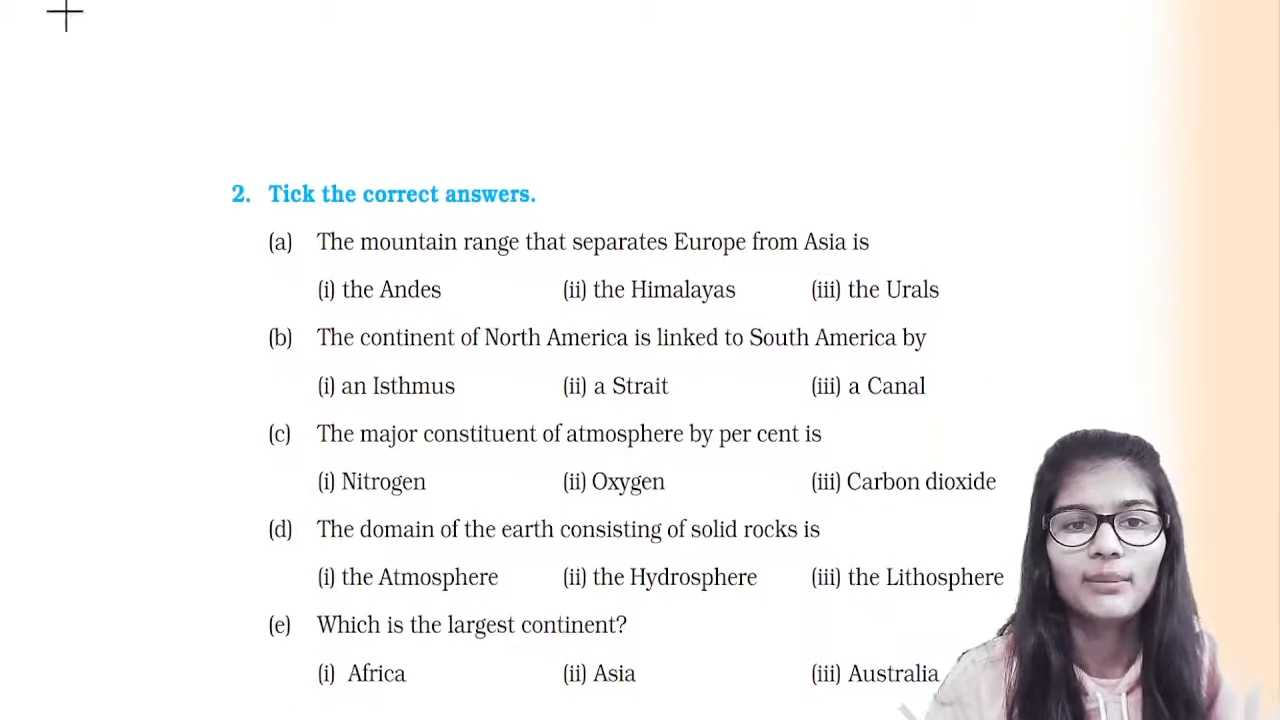 2. Tick the correct answers.
(a) The mountain range that separates Europe from Asia is
(i) the Andes (ii) the Himalayas (iii) the Urals
(b) The continent of North America is linked to South America by
(i) an Isthmus (ii) a Strait (iii) a Canal
(c) The major constituent of atmosphere by per cent is
(i) Nitrogen (ii) Oxygen (iii) Carbon dioxide
(d) The domain of the earth consisting of solid rocks is
(i) the Atmosphere (ii) the Hydrosphere (iii) the Lithosphere
(e) Which is the largest continent?
(i) Africa (ii) Asia (iii) Australia